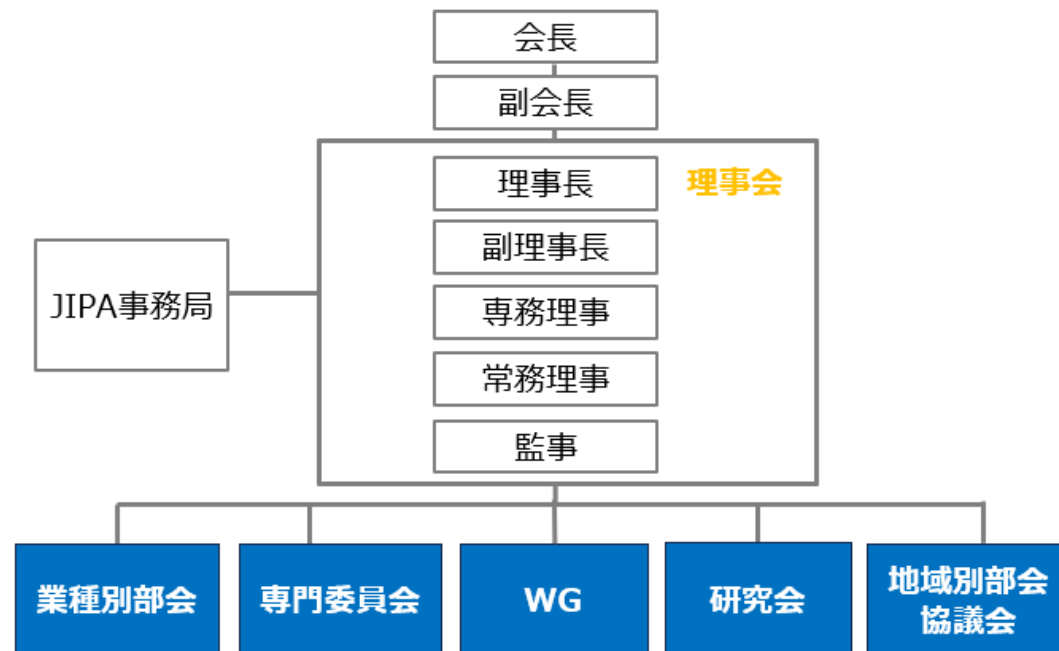 会長
副会長
理事長
理事会
副理事長
JIPA事務局
専務理事
常務理事
監事
業種別部会
専門委員会
WG
研究会
地域別部会
協議会